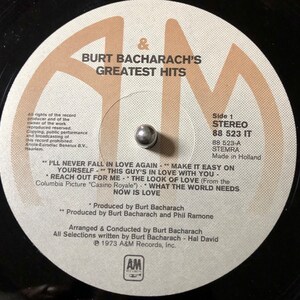 &
BURT BACHARACH'S
GREATEST HITS
All rights of the record
producer and of the
owner of the work
reproduced reserved.
Copying, public performance
and broadcasting of
this record prohibited.
Haarlem.
Side 1
STEREO
88 523 IT
88 523-A
STEMRA
Made in Holland
** I'LL NEVER FALL IN LOVE AGAIN - * MAKE IT EASY ON
YOURSELF - ** THIS GUY'S IN LOVE WITH YOU -
* REACH OUT FOR ME - * THE LOOK OF LOVE (From the
Columbia Picture "Casino Royale") - * WHAT THE WORLD NEEDS
NOW IS LOVE
* Produced by Burt Bacharach
** Produced by Burt Bacharach and Phil Ramone
Arranged & Conducted by Burt Bacharach
All Selections written by Burt Bacharach - Hal David
℗ 1973 A&M Records, Inc.
A&M